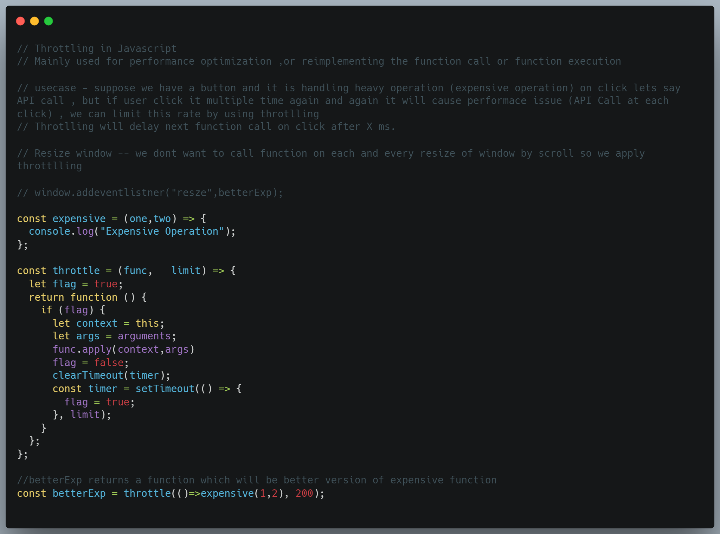 // Throttling in Javascript
// Mainly used for performance optimization ,or reimplementing the function call or function execution
// usecase - suppose we have a button and it is handling heavy operation (expensive operation) on click lets say
API call , but if user click it multiple time again and again it will cause performace issue (API Call at each
click) , we can limit this rate by using throtlling
// Throtlling will delay next function call on click after X ms.
// Resize window -- we dont want to call function on each and every resize of window by scroll so we apply
throttlling
// window.addeventlistner("resze",betterExp);
const expensive = (one,two) => {
  console.log("Expensive Operation");
};
const throttle = (func,   limit) => {
  let flag = true;
  return function () {
    if (flag) {
      let context = this;
      let args = arguments;
      func.apply(context,args)
      flag = false;
      clearTimeout(timer);
      const timer = setTimeout(() => {
        flag = true;
      }, limit);
    }
  };
};
//betterExp returns a function which will be better version of expensive function
const betterExp = throttle(()=>expensive(1,2), 200);